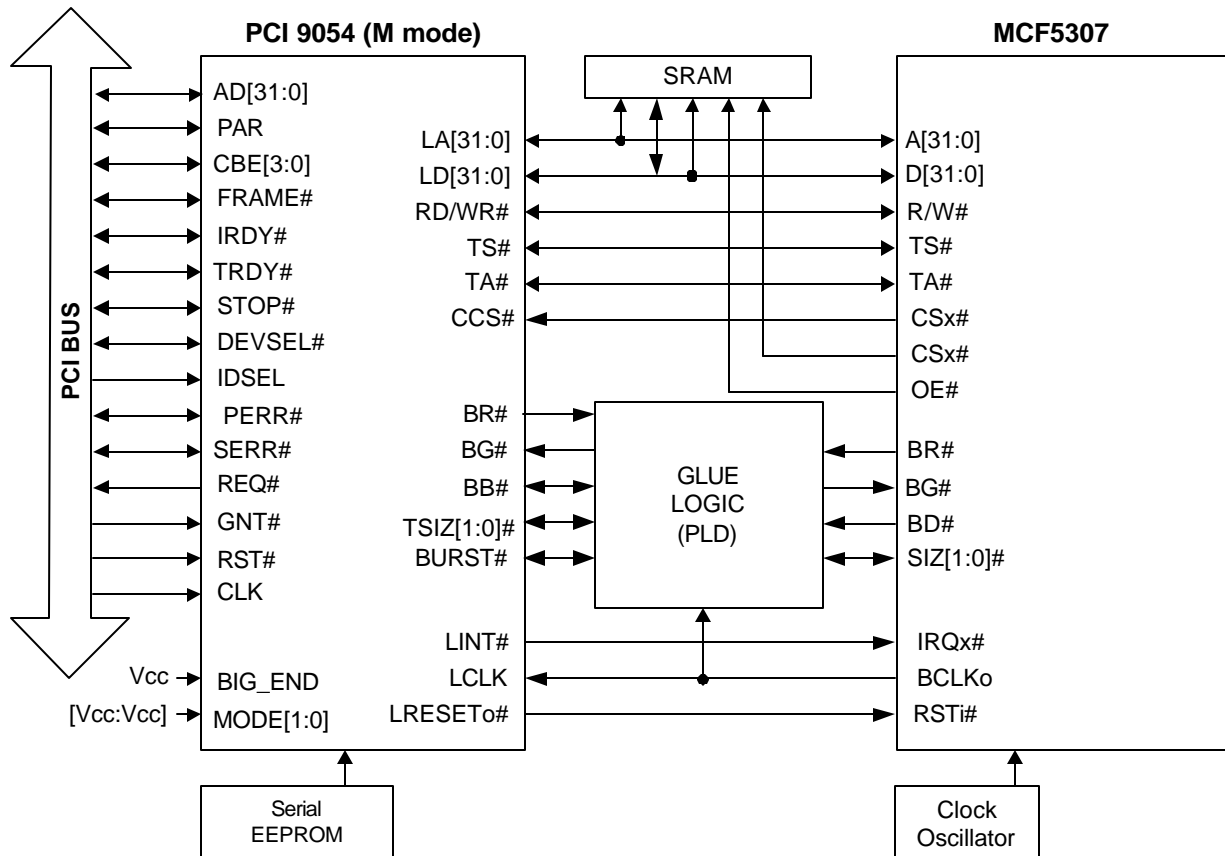 PCI 9054 (M mode)
MCF5307
SRAM
PCI BUS
AD[31:0]
PAR
CBE[3:0]
FRAME#
IRDY#
TRDY#
STOP#
DEVSEL#
IDSEL
PERR#
SERR#
REQ#
GNT#
RST#
CLK
Vcc
BIG_END
[Vcc:Vcc]
MODE[1:0]
LA[31:0]
LD[31:0]
RD/WR#
TS#
TA#
CCS#
BR#
BG#
BB#
TSIZ[1:0]#
BURST#
LINT#
LCLK
LRESETo#
GLUE
LOGIC
(PLD)
A[31:0]
D[31:0]
R/W#
TS#
TA#
CSx#
CSx#
OE#
BR#
BG#
BD#
SIZ[1:0]#
IRQx#
BCLKo
RSTi#
Serial
EEPROM
Clock
Oscillator